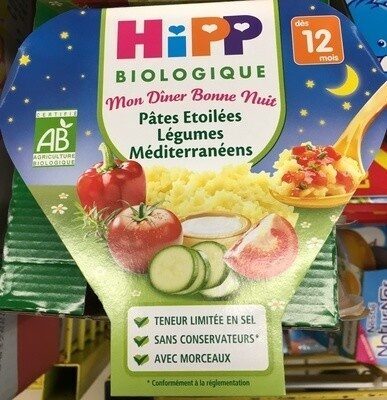 HiPP
BIOLOGIQUE
dès
12
mois
Mon Dîner Bonne Nuit
Pâtes Etoilées
Légumes
Méditerranéens
CERTIFIÉ
AB
AGRICULTURE
BIOLOGIQUE
TENEUR LIMITÉE EN SEL
SANS CONSERVATEURS*
AVEC MORCEAUX
* Conformément à la réglementation